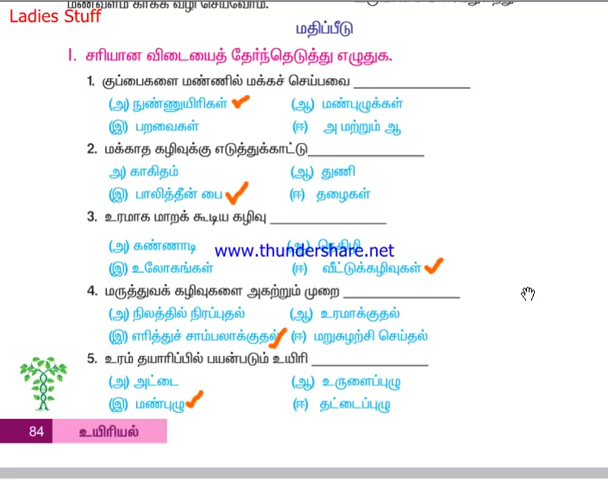 Ladies Stuff
மதிப்பீடு
I. சரியான விடையைத் தேர்ந்தெடுத்து எழுதுக.
1. குப்பைகளை மண்ணில் மக்கச் செய்பவை ____________
(அ) நுண்ணுயிரிகள் (ஆ) மண்புழுக்கள்
(இ) பறவைகள் (ஈ) அ மற்றும் ஆ
2. மக்காத கழிவுக்கு எடுத்துக்காட்டு____________
அ) காகிதம் (ஆ) துணி
(இ) பாலித்தீன் பை (ஈ) தழைகள்
3. உரமாக மாறக் கூடிய கழிவு ____________
(அ) கண்ணாடி (ஆ) நெகிழி
www.thundershare.net
(இ) உலோகங்கள் (ஈ) வீட்டுக்கழிவுகள்
4. மருத்துவக் கழிவுகளை அகற்றும் முறை ____________
(அ) நிலத்தில் நிரப்புதல் (ஆ) உரமாக்குதல்
(இ) எரித்துச் சாம்பலாக்குதல் (ஈ) மறுசுழற்சி செய்தல்
5. உரம் தயாரிப்பில் பயன்படும் உயிரி ____________
(அ) அட்டை (ஆ) உருளைப்புழு
(இ) மண்புழு (ஈ) தட்டைப்புழு
84 உயிரியல்